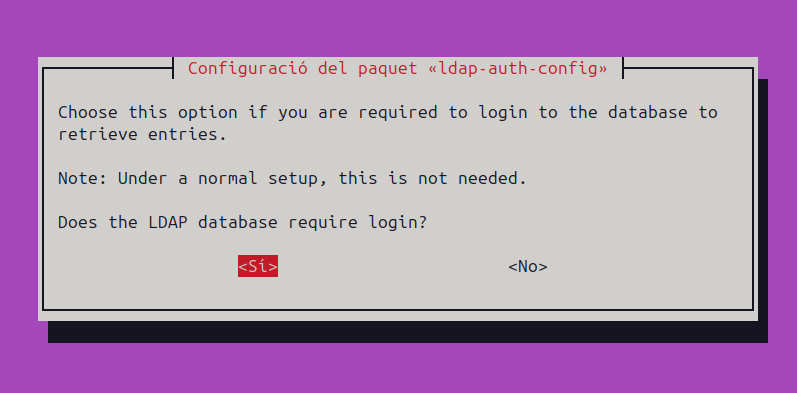 Configuració del paquet «ldap-auth-config»
Choose this option if you are required to login to the database to
retrieve entries.
Note: Under a normal setup, this is not needed.
Does the LDAP database require login?
<Sí> <No>